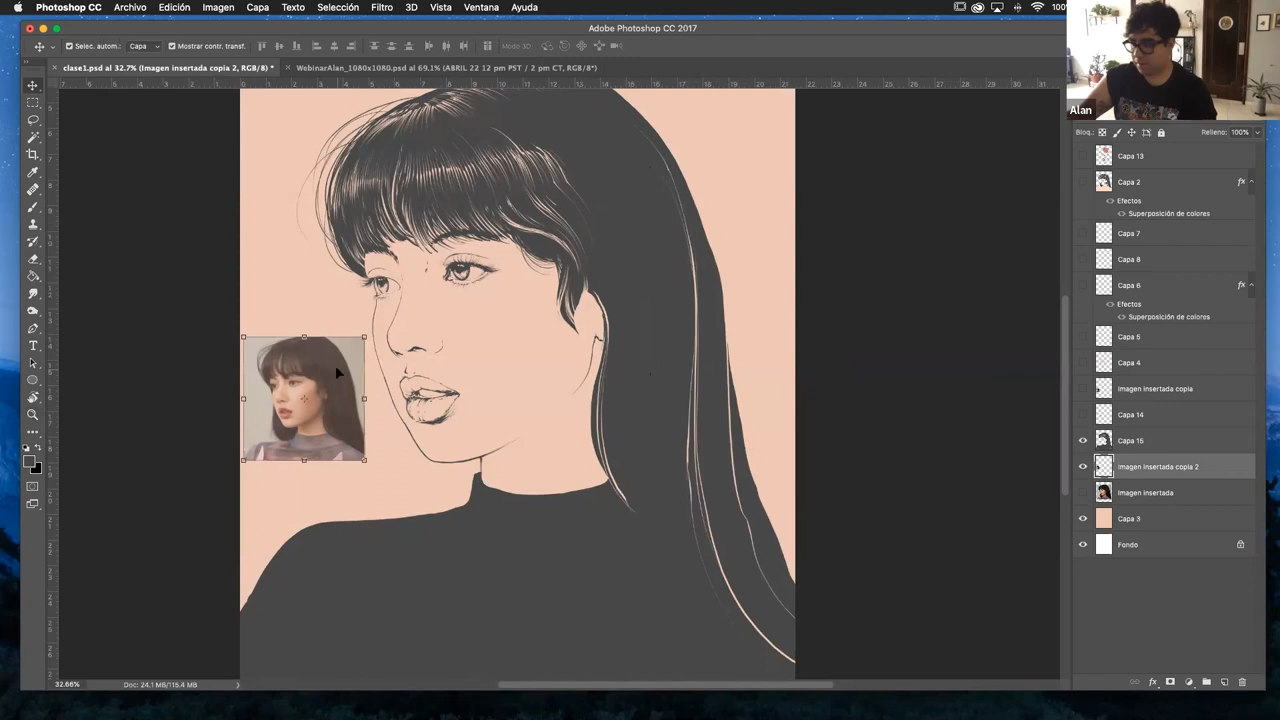 Photoshop CC Archivo Edición Imagen Capa Texto Selección Filtro 3D Vista Ventana Ayuda
Adobe Photoshop CC 2017
Selec. autom.: Capa Mostrar contr. transf. Modo 3D:
clase1.psd al 32.7% (Imagen insertada copia 2, RGB/8) *
WebinarAlan_1080x1080.psd al 69.1% (ABRIL 22 12 pm PST / 2 pm CT, RGB/8*)
Alan
Bloq.: Relleno: 100%
Capa 13
Capa 2 fx
Efectos
Superposición de colores
Capa 7
Capa 8
Capa 6 fx
Efectos
Superposición de colores
Capa 5
Capa 4
Imagen insertada copia
Capa 14
Capa 15
Imagen insertada copia 2
Imagen insertada
Capa 3
Fondo
32.66% Doc: 24.1 MB/115.4 MB